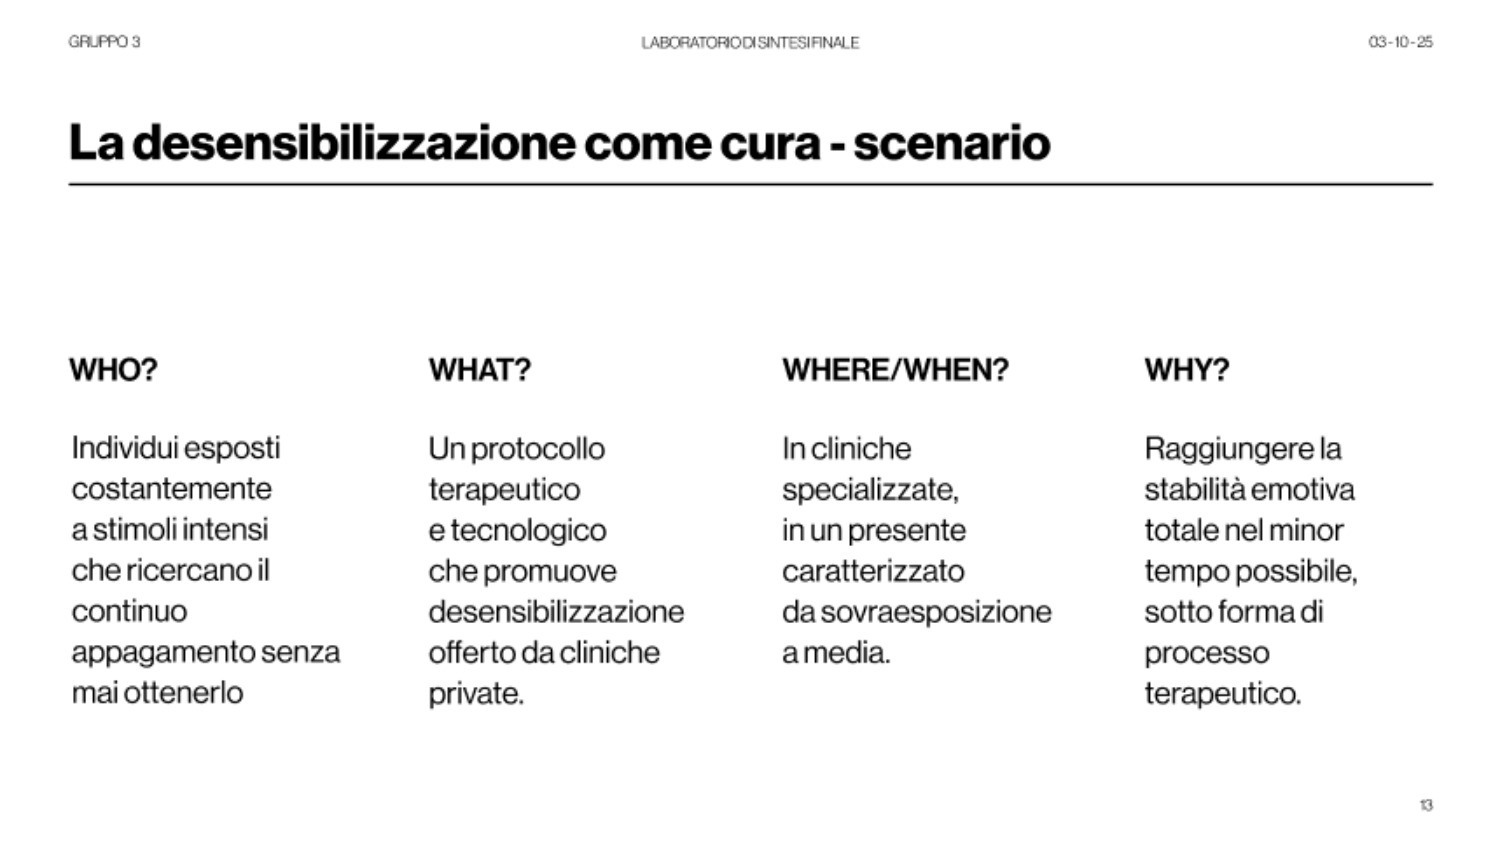 GRUPPO 3
LABORATORIO DI SINTESI FINALE
03-10-25
La desensibilizzazione come cura - scenario
WHO?
Individui esposti
costantemente
a stimoli intensi
che ricercano il
continuo
appagamento senza
mai ottenerlo
WHAT?
Un protocollo
terapeutico
e tecnologico
che promuove
desensibilizzazione
offerto da cliniche
private.
WHERE/WHEN?
In cliniche
specializzate,
in un presente
caratterizzato
da sovraesposizione
a media.
WHY?
Raggiungere la
stabilità emotiva
totale nel minor
tempo possibile,
sotto forma di
processo
terapeutico.
13